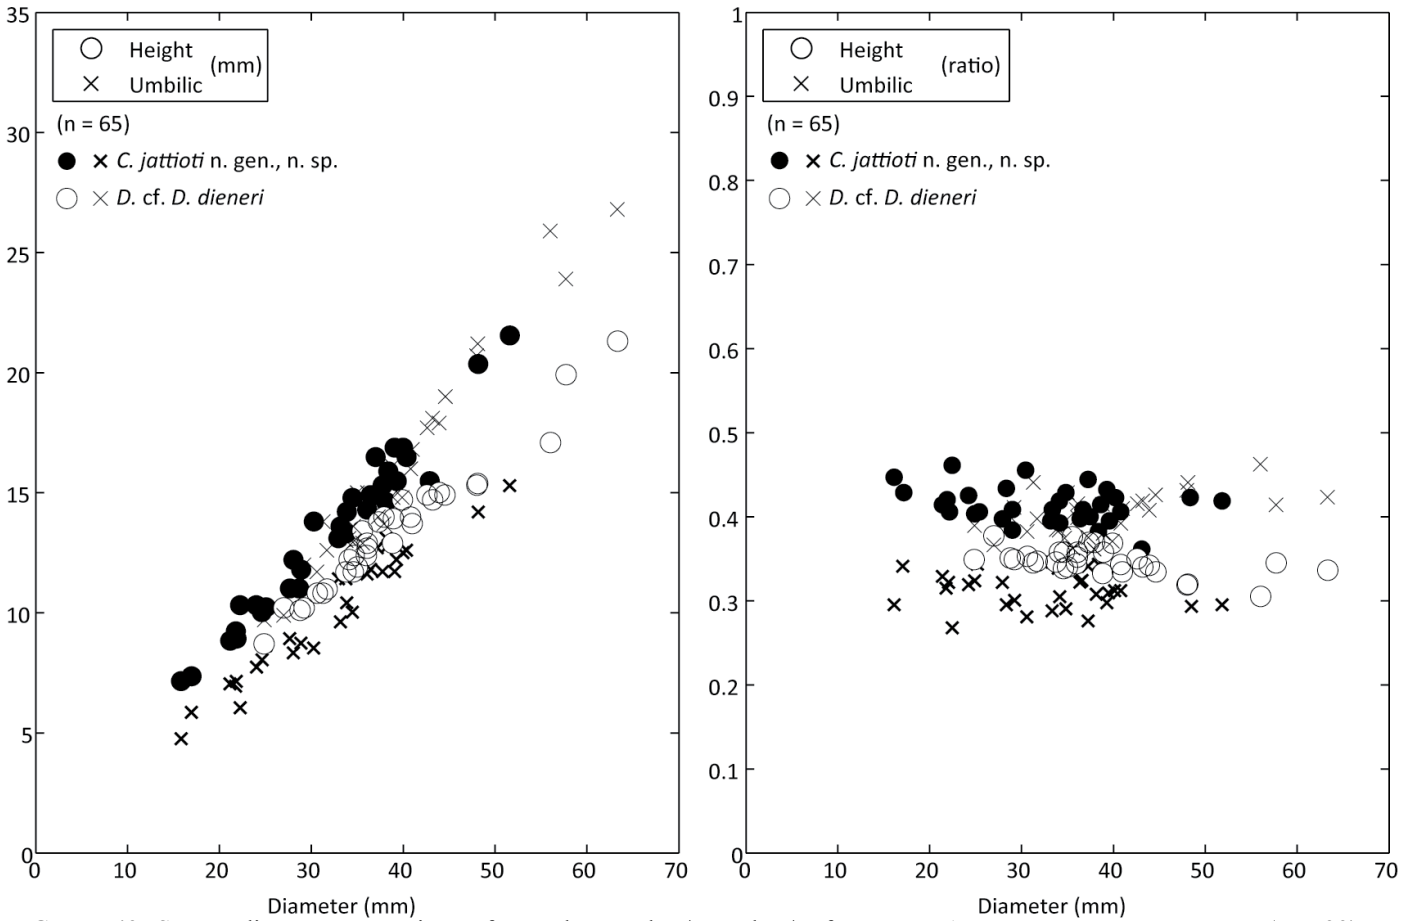 35
30
25
20
15
10
5
0
Height
(mm)
Umbilic
(n = 65)
C. jattioti n. gen., n. sp.
D. cf. D. dieneri
0 10 20 30 40 50 60 70
Diameter (mm)
1
0.9
0.8
0.7
0.6
0.5
0.4
0.3
0.2
0.1
0
Height
(ratio)
Umbilic
(n = 65)
C. jattioti n. gen., n. sp.
D. cf. D. dieneri
0 10 20 30 40 50 60 70
Diameter (mm)